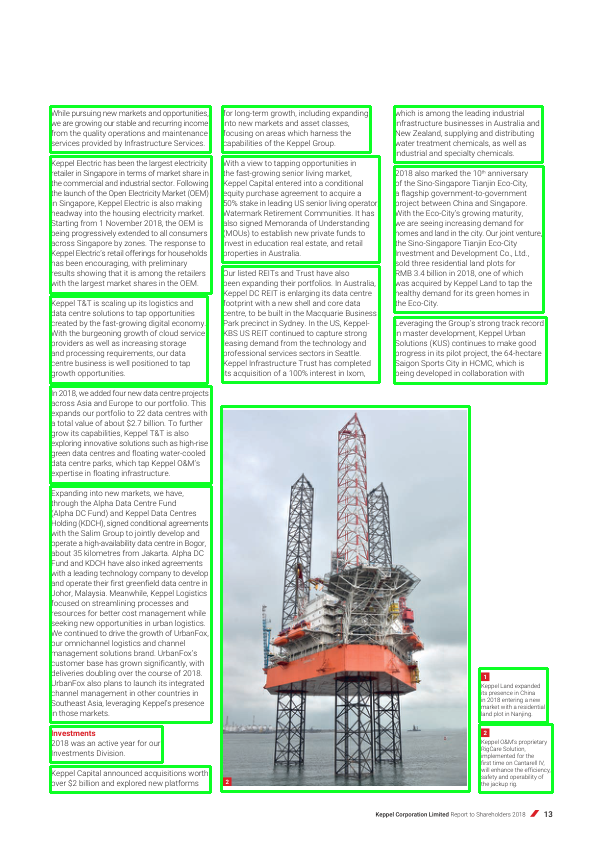 While pursuing new markets and opportunities,
we are growing our stable and recurring income
from the quality operations and maintenance
services provided by Infrastructure Services.
Keppel Electric has been the largest electricity
retailer in Singapore in terms of market share in
the commercial and industrial sector. Following
the launch of the Open Electricity Market (OEM)
in Singapore, Keppel Electric is also making
headway into the housing electricity market.
Starting from 1 November 2018, the OEM is
being progressively extended to all consumers
across Singapore by zones. The response to
Keppel Electric's retail offerings for households
has been encouraging, with preliminary
results showing that it is among the retailers
with the largest market shares in the OEM.
Keppel T&T is scaling up its logistics and
data centre solutions to tap opportunities
created by the fast-growing digital economy.
With the burgeoning growth of cloud service
providers as well as increasing storage
and processing requirements, our data
centre business is well positioned to tap
growth opportunities.
In 2018, we added four new data centre projects
across Asia and Europe to our portfolio. This
expands our portfolio to 22 data centres with
a total value of about $2.7 billion. To further
grow its capabilities, Keppel T&T is also
exploring innovative solutions such as high-rise
green data centres and floating water-cooled
data centre parks, which tap Keppel O&M's
expertise in floating infrastructure.
Expanding into new markets, we have,
through the Alpha Data Centre Fund
(Alpha DC Fund) and Keppel Data Centres
Holding (KDCH), signed conditional agreements
with the Salim Group to jointly develop and
operate a high-availability data centre in Bogor,
about 35 kilometres from Jakarta. Alpha DC
Fund and KDCH have also inked agreements
with a leading technology company to develop
and operate their first greenfield data centre in
Johor, Malaysia. Meanwhile, Keppel Logistics
focused on streamlining processes and
resources for better cost management while
seeking new opportunities in urban logistics.
We continued to drive the growth of UrbanFox,
our omnichannel logistics and channel
management solutions brand. UrbanFox's
customer base has grown significantly, with
deliveries doubling over the course of 2018.
UrbanFox also plans to launch its integrated
channel management in other countries in
Southeast Asia, leveraging Keppel's presence
in those markets.
Investments
2018 was an active year for our
Investments Division.
Keppel Capital announced acquisitions worth
over $2 billion and explored new platforms
for long-term growth, including expanding
into new markets and asset classes,
focusing on areas which harness the
capabilities of the Keppel Group.
With a view to tapping opportunities in
the fast-growing senior living market,
Keppel Capital entered into a conditional
equity purchase agreement to acquire a
50% stake in leading US senior living operator
Watermark Retirement Communities. It has
also signed Memoranda of Understanding
(MOUs) to establish new private funds to
invest in education real estate, and retail
properties in Australia.
Our listed REITs and Trust have also
been expanding their portfolios. In Australia,
Keppel DC REIT is enlarging its data centre
footprint with a new shell and core data
centre, to be built in the Macquarie Business
Park precinct in Sydney. In the US, Keppel-
KBS US REIT continued to capture strong
leasing demand from the technology and
professional services sectors in Seattle.
Keppel Infrastructure Trust has completed
its acquisition of a 100% interest in Ixom,
which is among the leading industrial
infrastructure businesses in Australia and
New Zealand, supplying and distributing
water treatment chemicals, as well as
industrial and specialty chemicals.
2018 also marked the 10th anniversary
of the Sino-Singapore Tianjin Eco-City,
a flagship government-to-government
project between China and Singapore.
With the Eco-City's growing maturity,
we are seeing increasing demand for
homes and land in the city. Our joint venture,
the Sino-Singapore Tianjin Eco-City
Investment and Development Co., Ltd.,
sold three residential land plots for
RMB 3.4 billion in 2018, one of which
was acquired by Keppel Land to tap the
healthy demand for its green homes in
the Eco-City.
Leveraging the Group's strong track record
in master development, Keppel Urban
Solutions (KUS) continues to make good
progress in its pilot project, the 64-hectare
Saigon Sports City in HCMC, which is
being developed in collaboration with
2
1
Keppel Land expanded
its presence in China
in 2018 entering a new
market with a residential
land plot in Nanjing.
2
Keppel O&M's proprietary
RigCare Solution,
implemented for the
first time on Cantarell IV,
will enhance the efficiency,
safety and operability of
the jackup rig.
Keppel Corporation Limited Report to Shareholders 2018 13